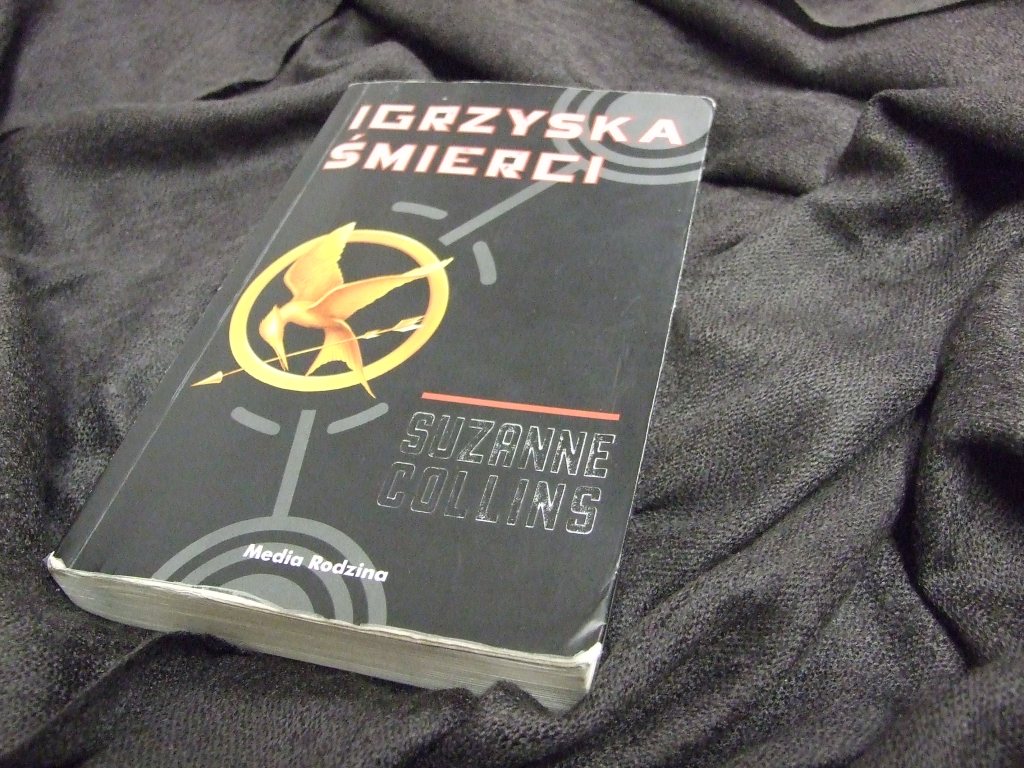 IGRZYSKA
ŚMIERCI
SUZANNE
COLLINS
Media Rodzina